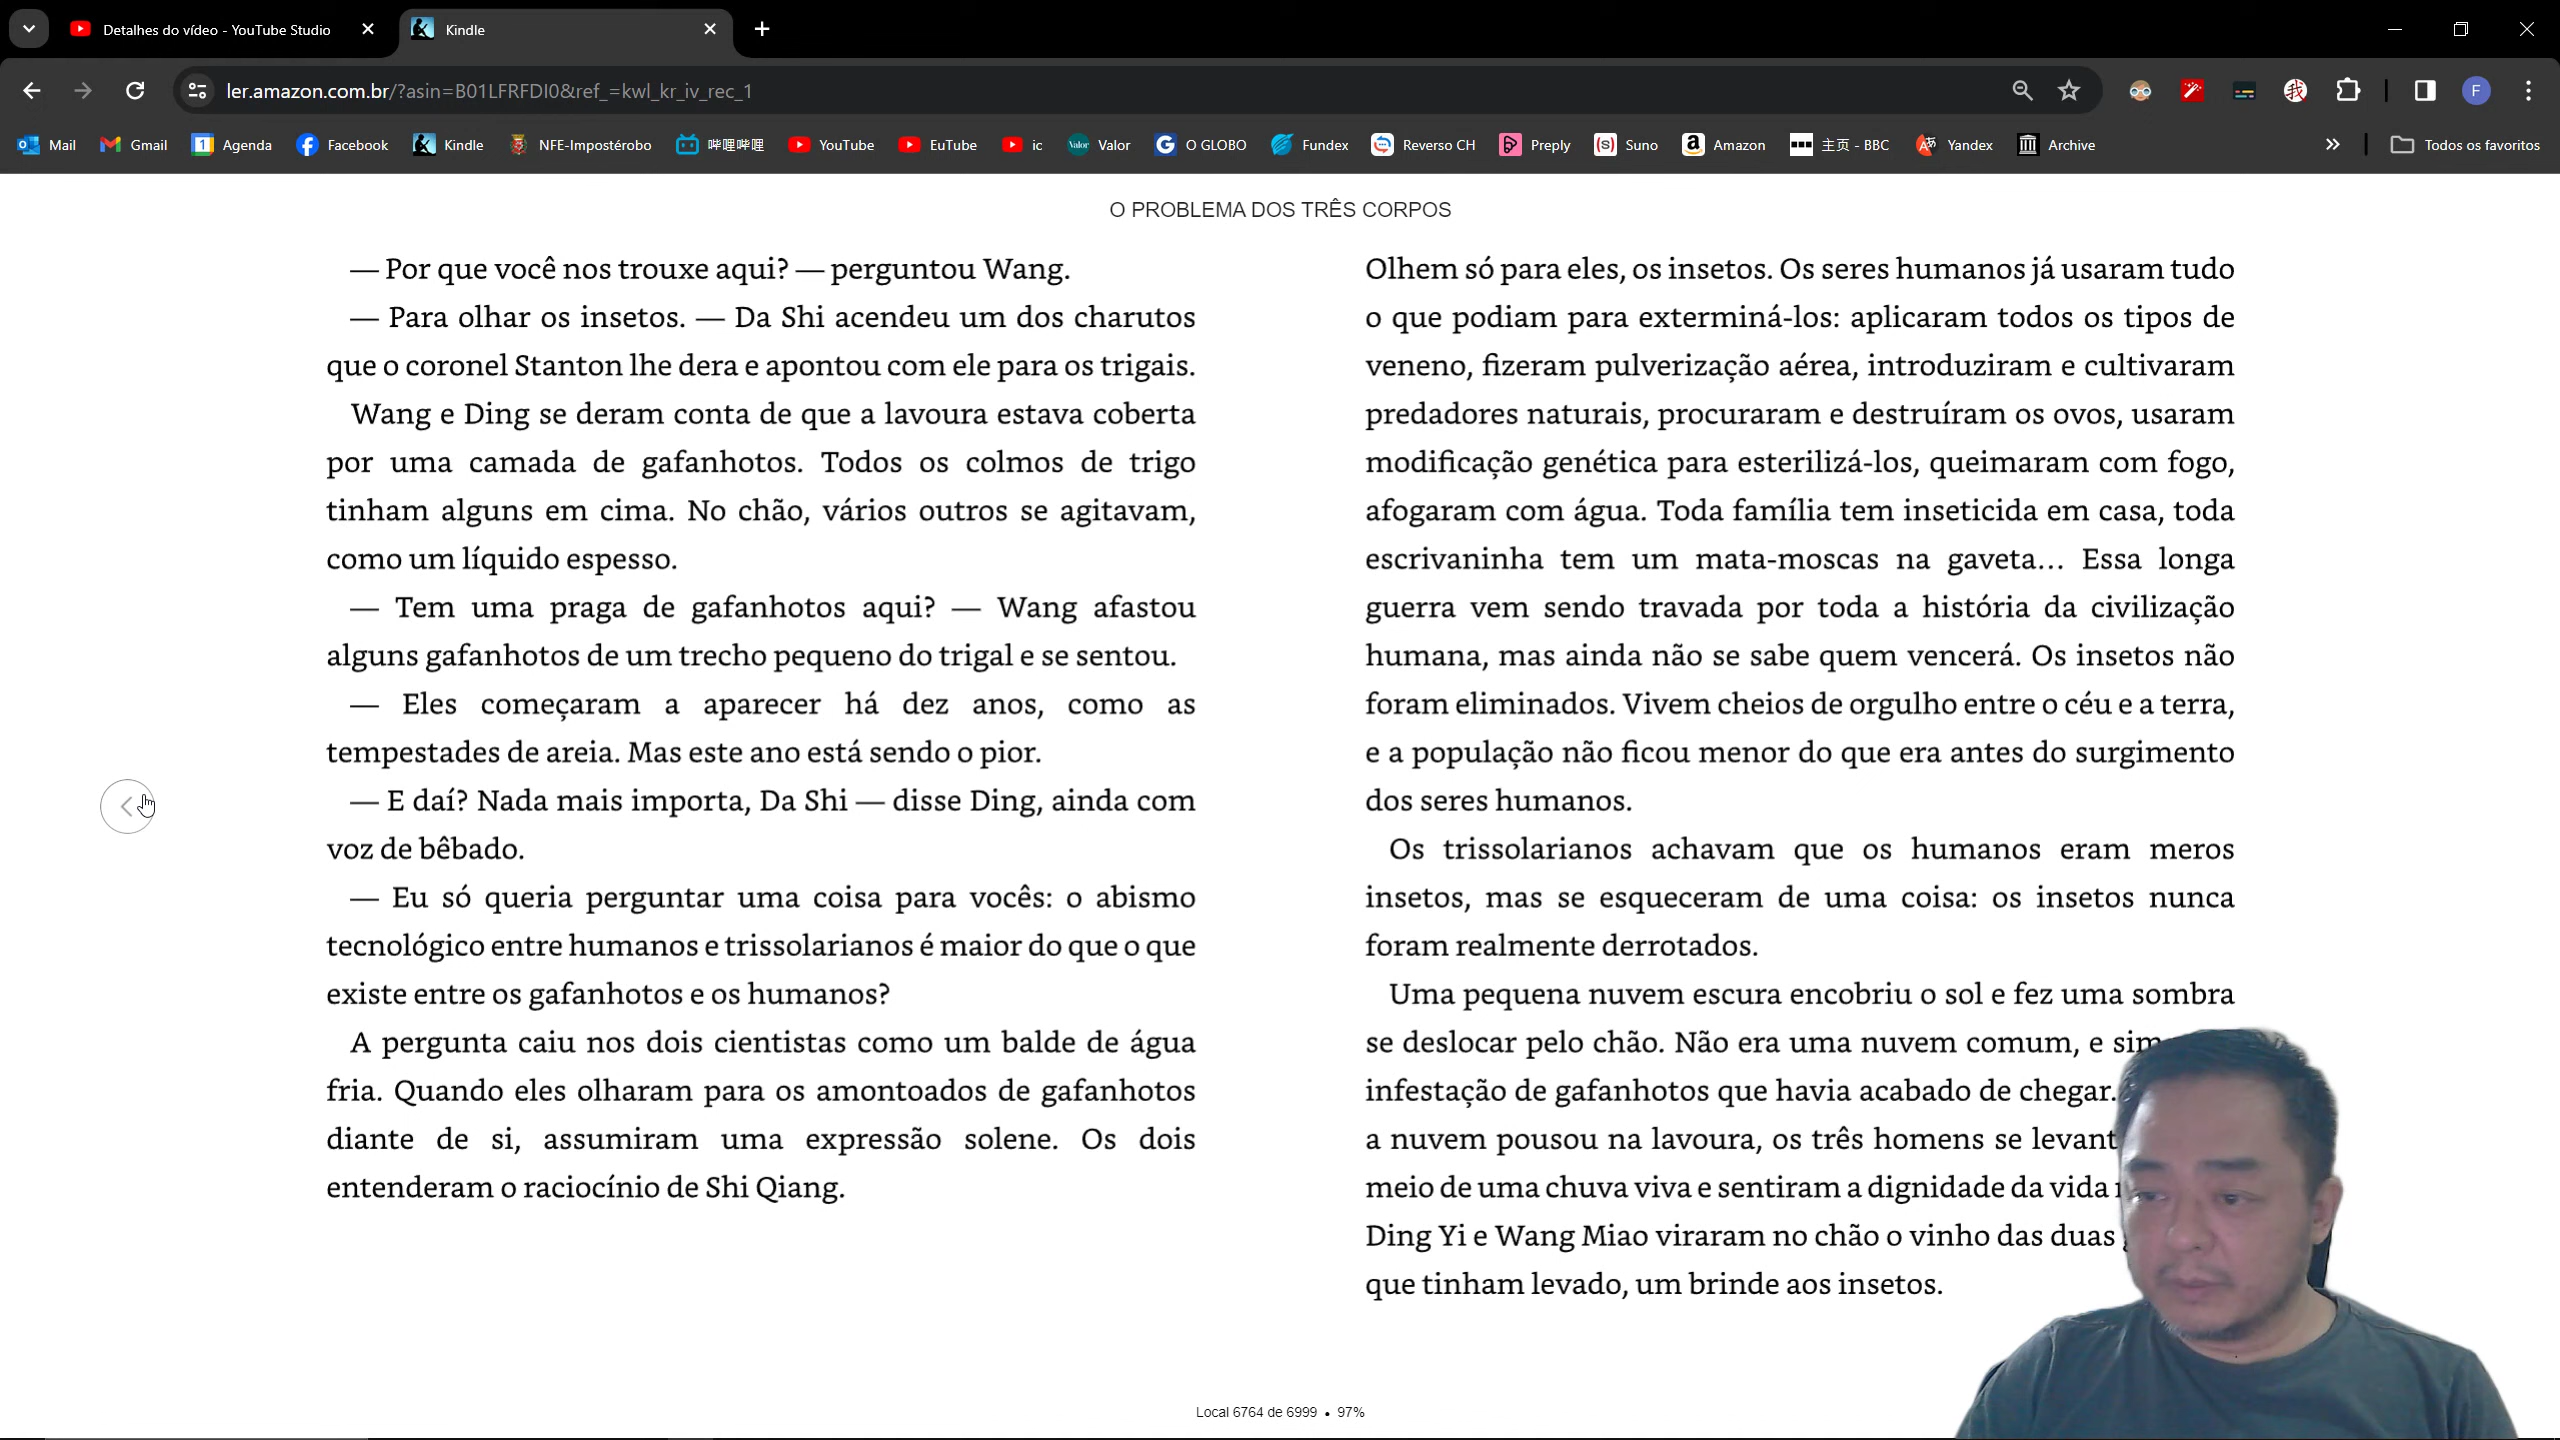 Detalhes do vídeo - YouTube Studio
Kindle
ler.amazon.com.br/?asin=B01LFRFDI0&ref_=kwl_kr_iv_rec_1
F
Mail
Gmail
Agenda
Facebook
Kindle
NFE-Impostérobo
哔哩哔哩
YouTube
EuTube
ic
Valor
O GLOBO
Fundex
Reverso CH
Preply
Suno
Amazon
主页 - BBC
Yandex
Archive
Todos os favoritos
O PROBLEMA DOS TRÊS CORPOS
— Por que você nos trouxe aqui? — perguntou Wang.
— Para olhar os insetos. — Da Shi acendeu um dos charutos
que o coronel Stanton lhe dera e apontou com ele para os trigais.
Wang e Ding se deram conta de que a lavoura estava coberta
por uma camada de gafanhotos. Todos os colmos de trigo
tinham alguns em cima. No chão, vários outros se agitavam,
como um líquido espesso.
— Tem uma praga de gafanhotos aqui? — Wang afastou
alguns gafanhotos de um trecho pequeno do trigal e se sentou.
— Eles começaram a aparecer há dez anos, como as
tempestades de areia. Mas este ano está sendo o pior.
— E daí? Nada mais importa, Da Shi — disse Ding, ainda com
voz de bêbado.
— Eu só queria perguntar uma coisa para vocês: o abismo
tecnológico entre humanos e trissolarianos é maior do que o que
existe entre os gafanhotos e os humanos?
A pergunta caiu nos dois cientistas como um balde de água
fria. Quando eles olharam para os amontoados de gafanhotos
diante de si, assumiram uma expressão solene. Os dois
entenderam o raciocínio de Shi Qiang.
Olhem só para eles, os insetos. Os seres humanos já usaram tudo
o que podiam para exterminá-los: aplicaram todos os tipos de
veneno, fizeram pulverização aérea, introduziram e cultivaram
predadores naturais, procuraram e destruíram os ovos, usaram
modificação genética para esterilizá-los, queimaram com fogo,
afogaram com água. Toda família tem inseticida em casa, toda
escrivaninha tem um mata-moscas na gaveta… Essa longa
guerra vem sendo travada por toda a história da civilização
humana, mas ainda não se sabe quem vencerá. Os insetos não
foram eliminados. Vivem cheios de orgulho entre o céu e a terra,
e a população não ficou menor do que era antes do surgimento
dos seres humanos.
Os trissolarianos achavam que os humanos eram meros
insetos, mas se esqueceram de uma coisa: os insetos nunca
foram realmente derrotados.
Uma pequena nuvem escura encobriu o sol e fez uma sombra
se deslocar pelo chão. Não era uma nuvem comum, e sim
infestação de gafanhotos que havia acabado de chegar.
a nuvem pousou na lavoura, os três homens se levant
meio de uma chuva viva e sentiram a dignidade da vida
Ding Yi e Wang Miao viraram no chão o vinho das duas
que tinham levado, um brinde aos insetos.
Local 6764 de 6999 • 97%